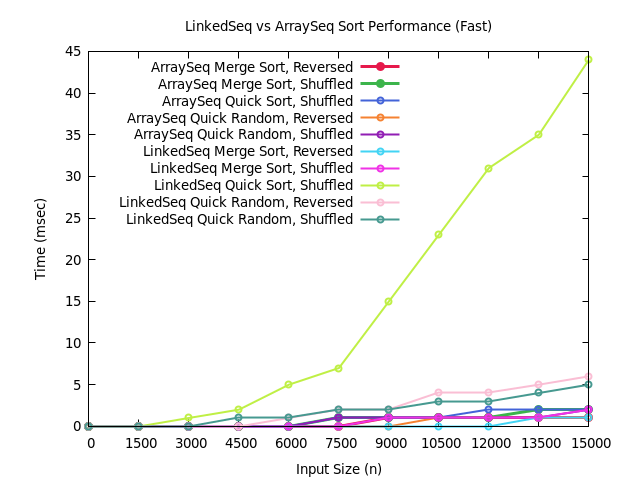 LinkedSeq vs ArraySeq Sort Performance (Fast)
45
40
35
30
25
20
15
10
5
0
Time (msec)
ArraySeq Merge Sort, Reversed
ArraySeq Merge Sort, Shuffled
ArraySeq Quick Sort, Shuffled
ArraySeq Quick Random, Reversed
ArraySeq Quick Random, Shuffled
LinkedSeq Merge Sort, Reversed
LinkedSeq Merge Sort, Shuffled
LinkedSeq Quick Sort, Shuffled
LinkedSeq Quick Random, Reversed
LinkedSeq Quick Random, Shuffled
0 1500 3000 4500 6000 7500 9000 10500 12000 13500 15000
Input Size (n)